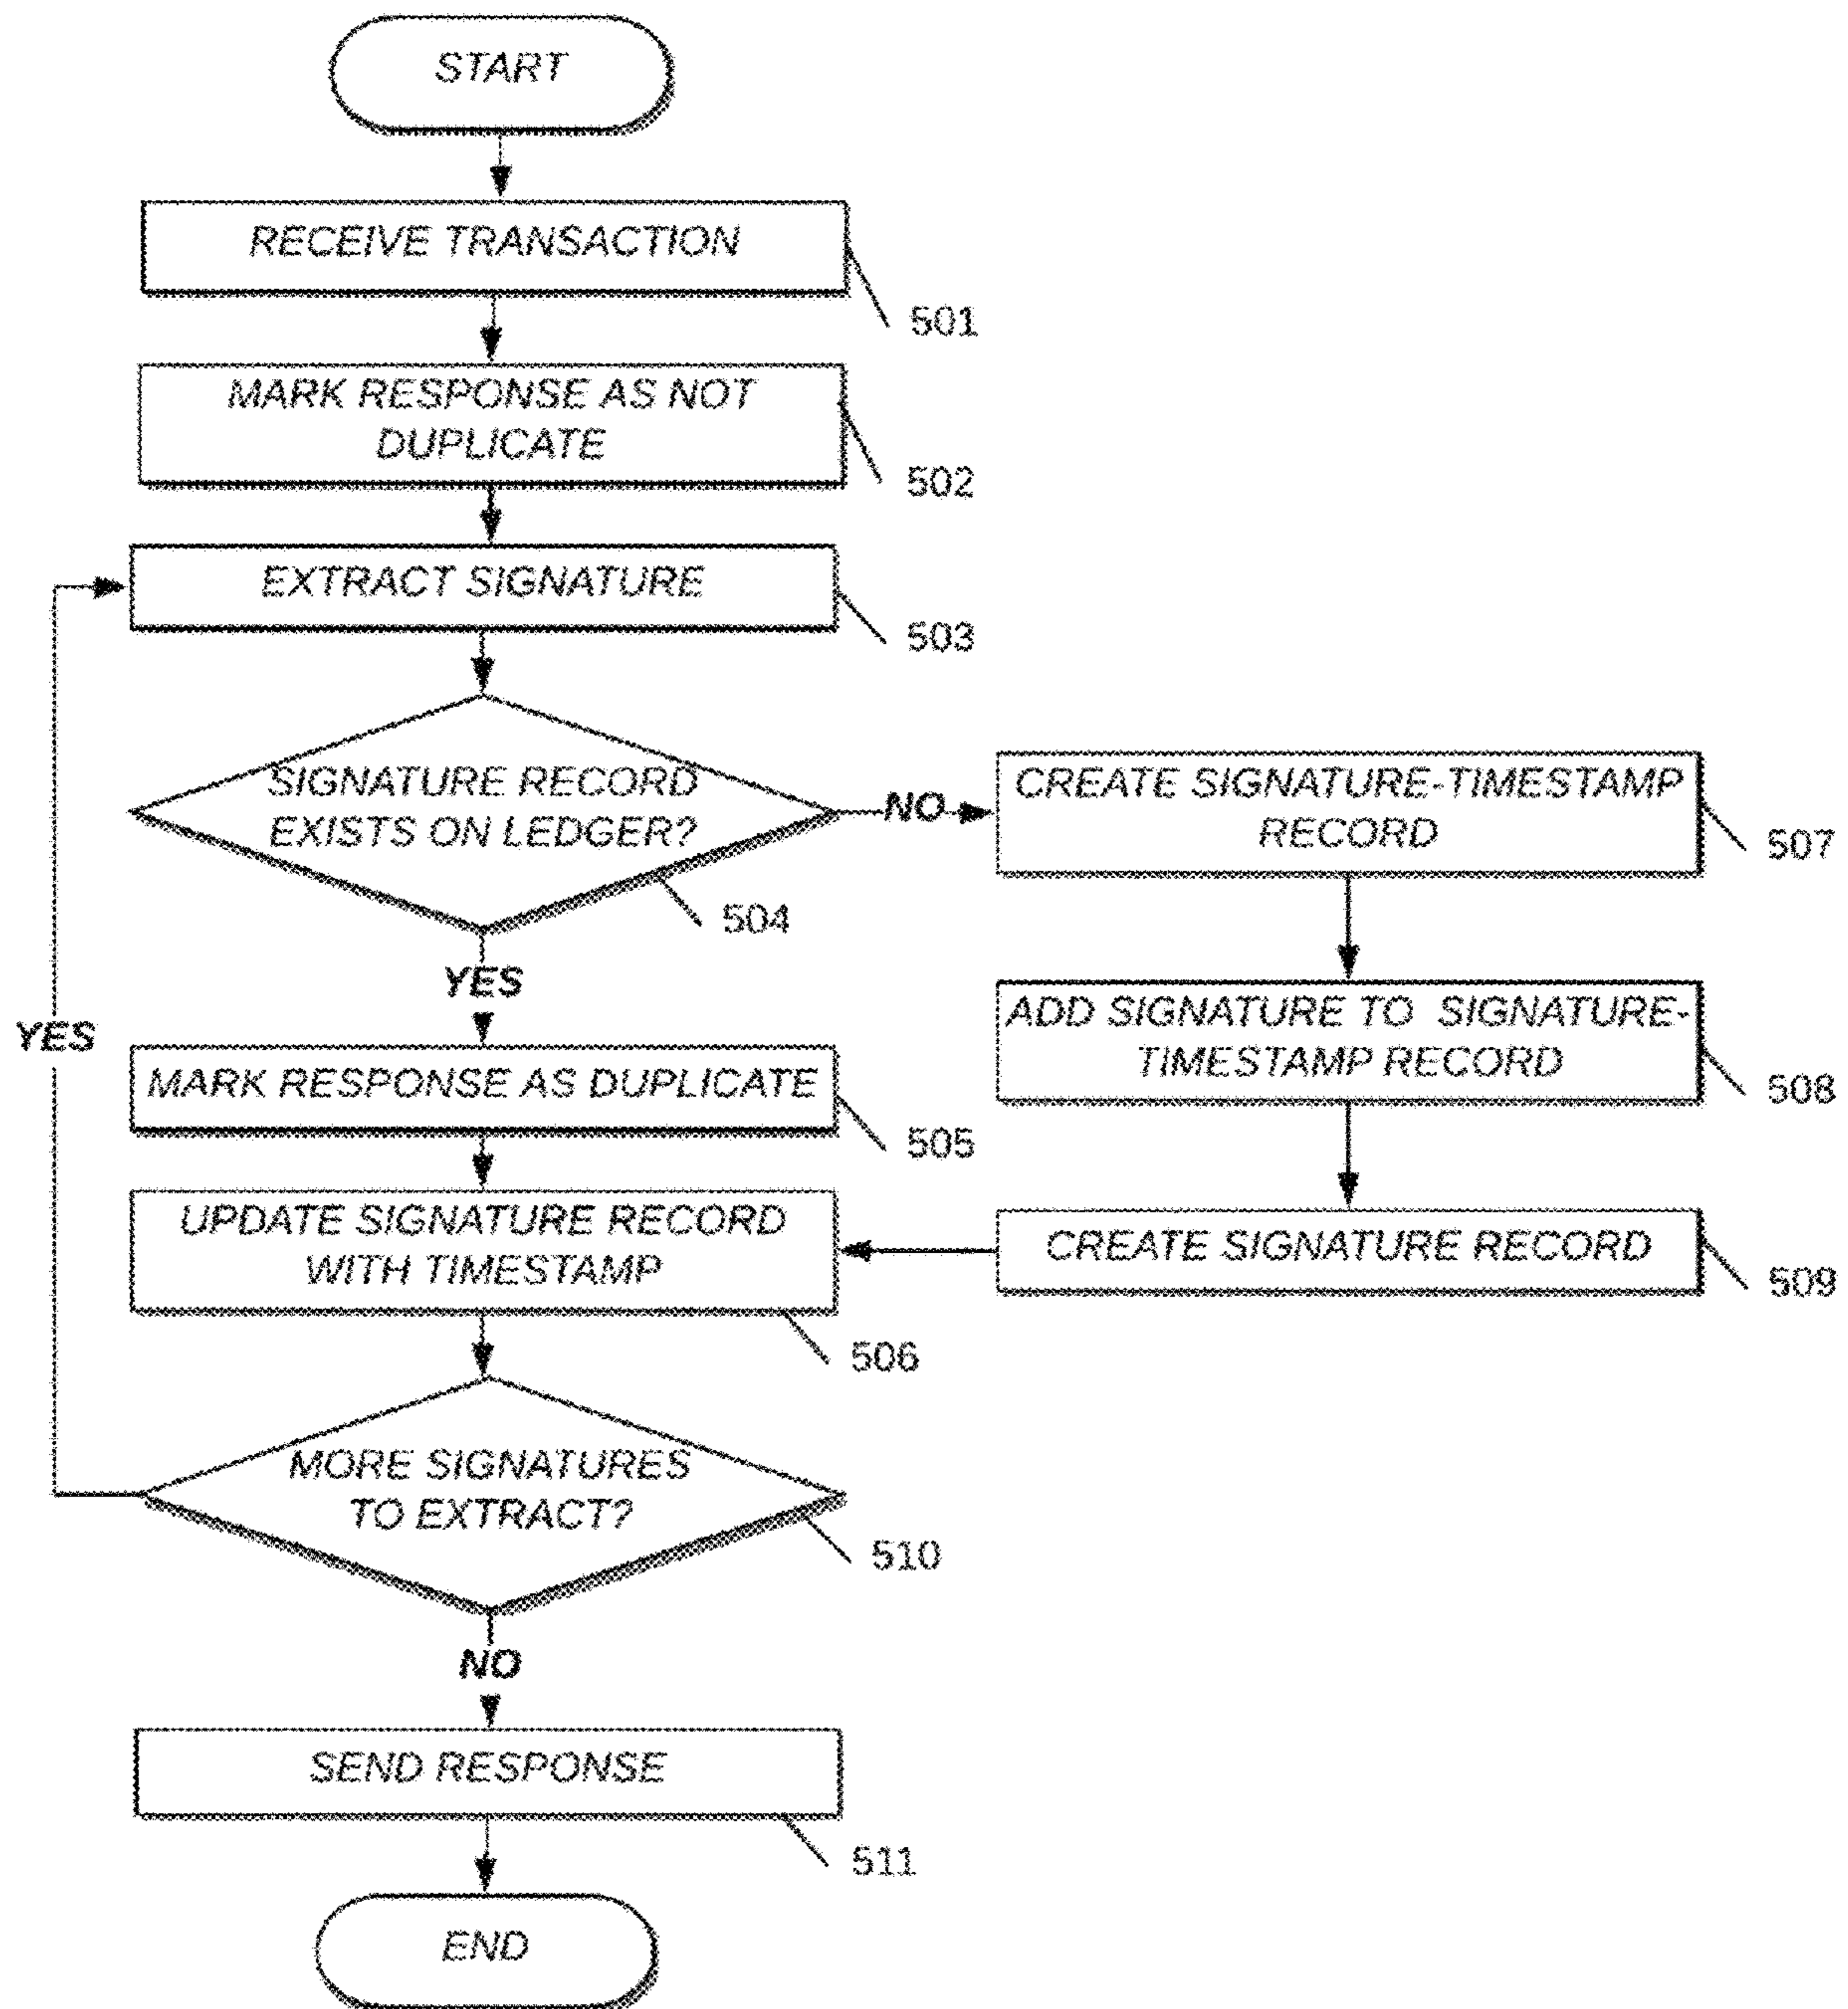 START
RECEIVE TRANSACTION
501
MARK RESPONSE AS NOT
DUPLICATE
502
EXTRACT SIGNATURE
503
SIGNATURE RECORD
EXISTS ON LEDGER?
504
NO
CREATE SIGNATURE-TIMESTAMP
RECORD
507
YES
ADD SIGNATURE TO SIGNATURE-
TIMESTAMP RECORD
508
YES
MARK RESPONSE AS DUPLICATE
505
UPDATE SIGNATURE RECORD
WITH TIMESTAMP
506
CREATE SIGNATURE RECORD
509
MORE SIGNATURES
TO EXTRACT?
510
NO
SEND RESPONSE
511
END